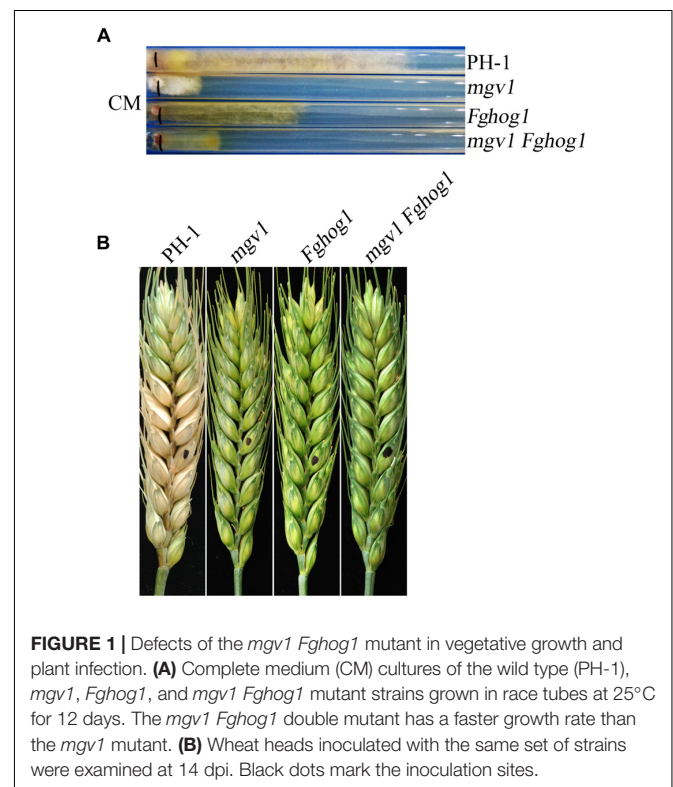 A
PH-1
mgv1
CM
Fghog1
mgv1 Fghog1
B
PH-1
mgv1
Fghog1
mgv1 Fghog1
FIGURE 1 | Defects of the mgv1 Fghog1 mutant in vegetative growth and
plant infection. (A) Complete medium (CM) cultures of the wild type (PH-1),
mgv1, Fghog1, and mgv1 Fghog1 mutant strains grown in race tubes at 25°C
for 12 days. The mgv1 Fghog1 double mutant has a faster growth rate than
the mgv1 mutant. (B) Wheat heads inoculated with the same set of strains
were examined at 14 dpi. Black dots mark the inoculation sites.